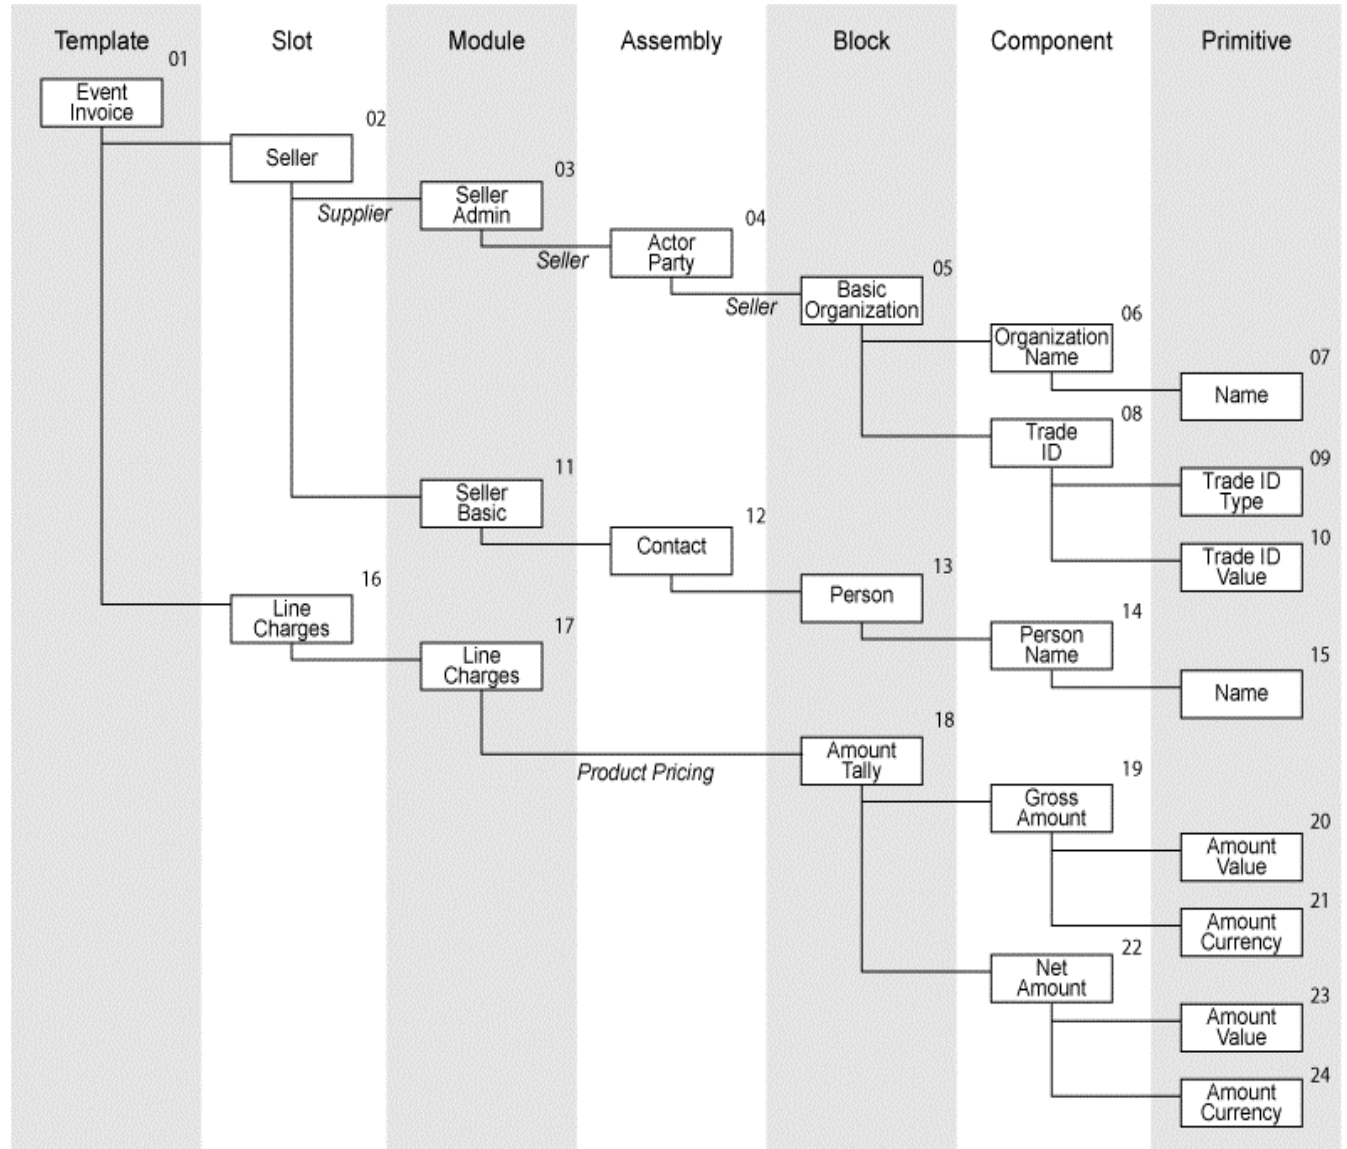 Template Slot Module Assembly Block Component Primitive
01
Event
Invoice
02
Seller
Supplier
03
Seller
Admin
Seller
04
Actor
Party
Seller
05
Basic
Organization
06
Organization
Name
07
Name
08
Trade
ID
09
Trade ID
Type
10
Trade ID
Value
11
Seller
Basic
12
Contact
13
Person
14
Person
Name
15
Name
16
Line
Charges
17
Line
Charges
Product Pricing
18
Amount
Tally
19
Gross
Amount
20
Amount
Value
21
Amount
Currency
22
Net
Amount
23
Amount
Value
24
Amount
Currency